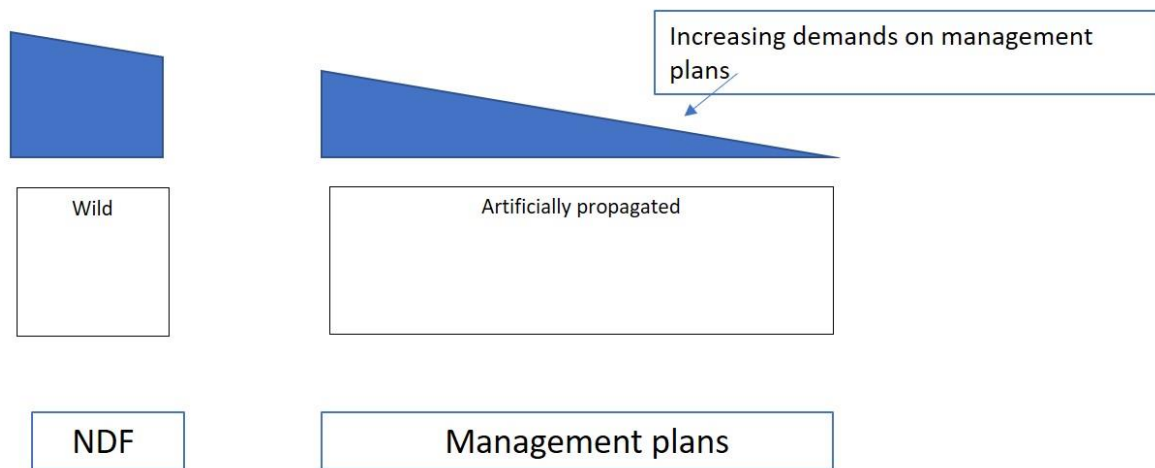 Increasing demands on management
plans
Wild
Artificially propagated
NDF
Management plans